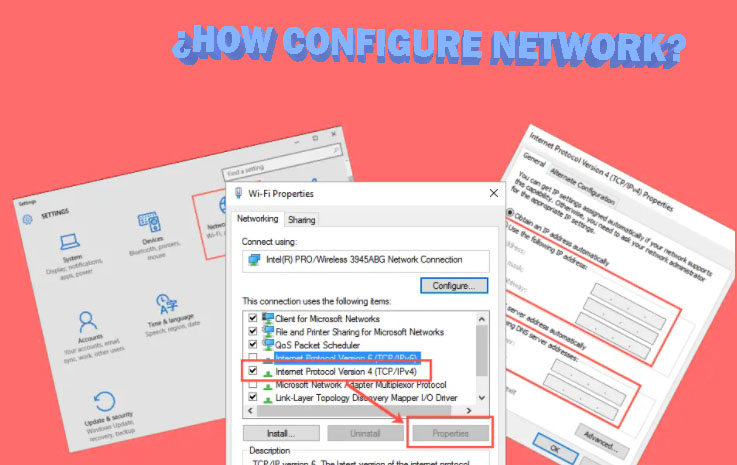 ¿HOW CONFIGURE NETWORK?
Settings
SETTINGS
Find a setting
System
Display, notifications,
apps, power
Devices
Bluetooth, printers,
mouse
Wi-Fi,
Accounts
Your accounts, email,
sync, work, other users
Time & language
Speech, region, date
Update & security
Windows Update,
recovery, backup
Wi-Fi Properties
Networking
Sharing
Connect using:
Intel(R) PRO/Wireless 3945ABG Network Connection
Configure...
This connection uses the following items:
Client for Microsoft Networks
File and Printer Sharing for Microsoft Networks
QoS Packet Scheduler
Internet Protocol Version 6 (TCP/IPv6)
Internet Protocol Version 4 (TCP/IPv4)
Microsoft Network Adapter Multiplexor Protocol
Link-Layer Topology Discovery Mapper I/O Driver
Install...
Uninstall
Properties
Description
TCP/IP version 6. The latest version of the internet protocol
Internet Protocol Version 4 (TCP/IPv4) Properties
General
Alternate Configuration
You can get IP settings assigned automatically if your network supports
this capability. Otherwise, you need to ask your network administrator
for the appropriate IP settings.
Obtain an IP address automatically
Use the following IP address:
server address automatically
DNS server addresses:
Advanced...
OK